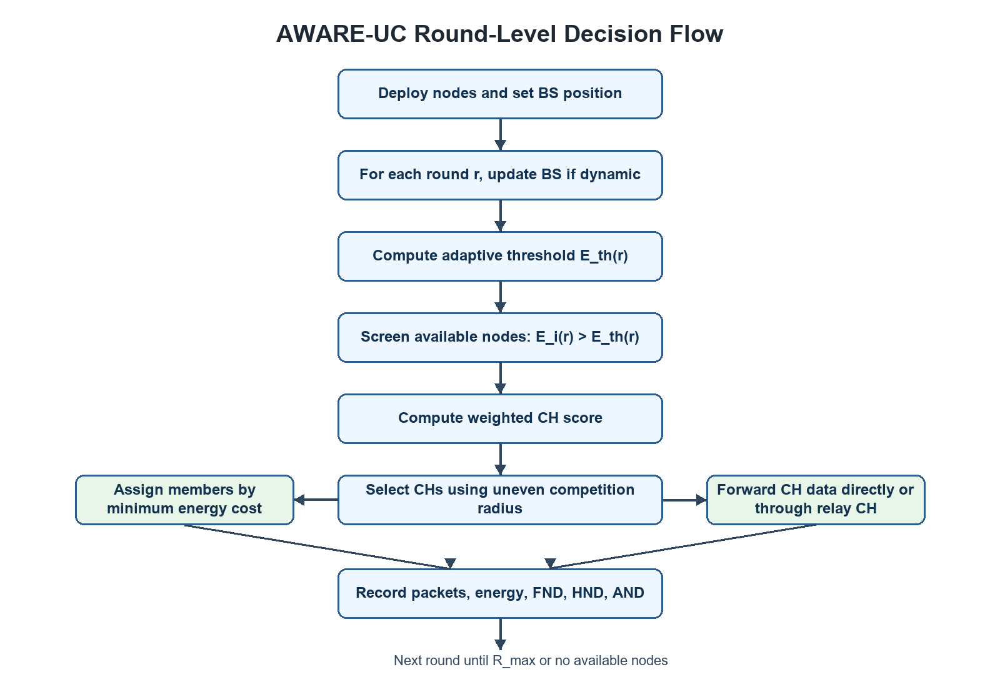 AWARE-UC Round-Level Decision Flow
Deploy nodes and set BS position
For each round r, update BS if dynamic
Compute adaptive threshold E_th(r)
Screen available nodes: E_i(r) > E_th(r)
Compute weighted CH score
Assign members by
minimum energy cost
Select CHs using uneven competition
radius
Forward CH data directly or
through relay CH
Record packets, energy, FND, HND, AND
Next round until R_max or no available nodes